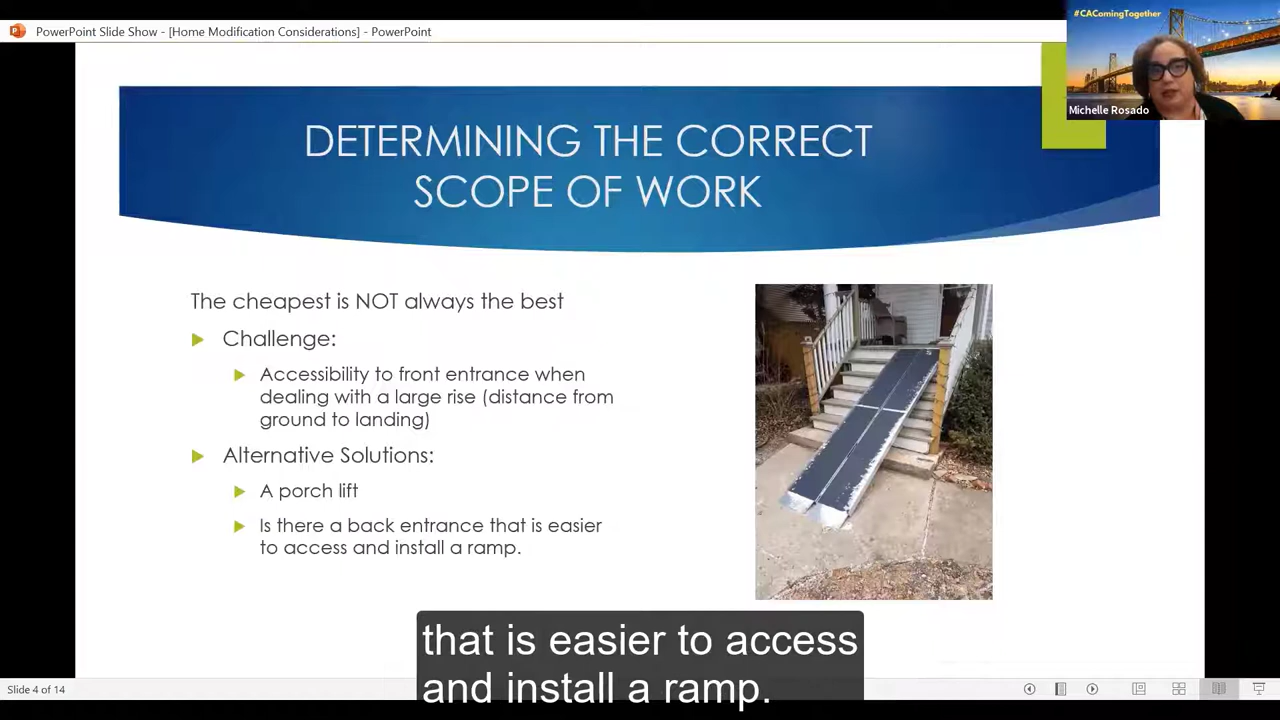 PowerPoint Slide Show - [Home Modification Considerations] - PowerPoint
#CAComingTogether
Michelle Rosado
DETERMINING THE CORRECT
SCOPE OF WORK
The cheapest is NOT always the best
Challenge:
Accessibility to front entrance when
dealing with a large rise (distance from
ground to landing)
Alternative Solutions:
A porch lift
Is there a back entrance that is easier
to access and install a ramp.
that is easier to access
and install a ramp.
Slide 4 of 14